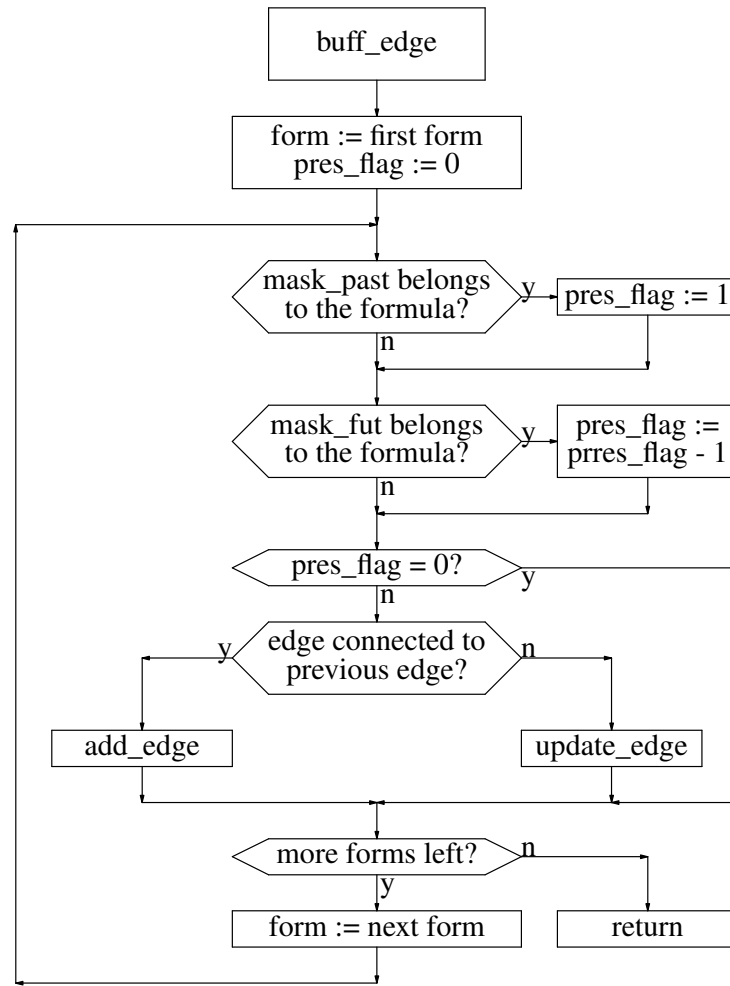 buff_edge
form := first form
pres_flag := 0
mask_past belongs
to the formula?
y
pres_flag := 1
n
mask_fut belongs
to the formula?
y
pres_flag :=
prres_flag - 1
n
pres_flag = 0?
y
n
y
edge connected to
previous edge?
n
add_edge
update_edge
more forms left?
n
y
form := next form
return